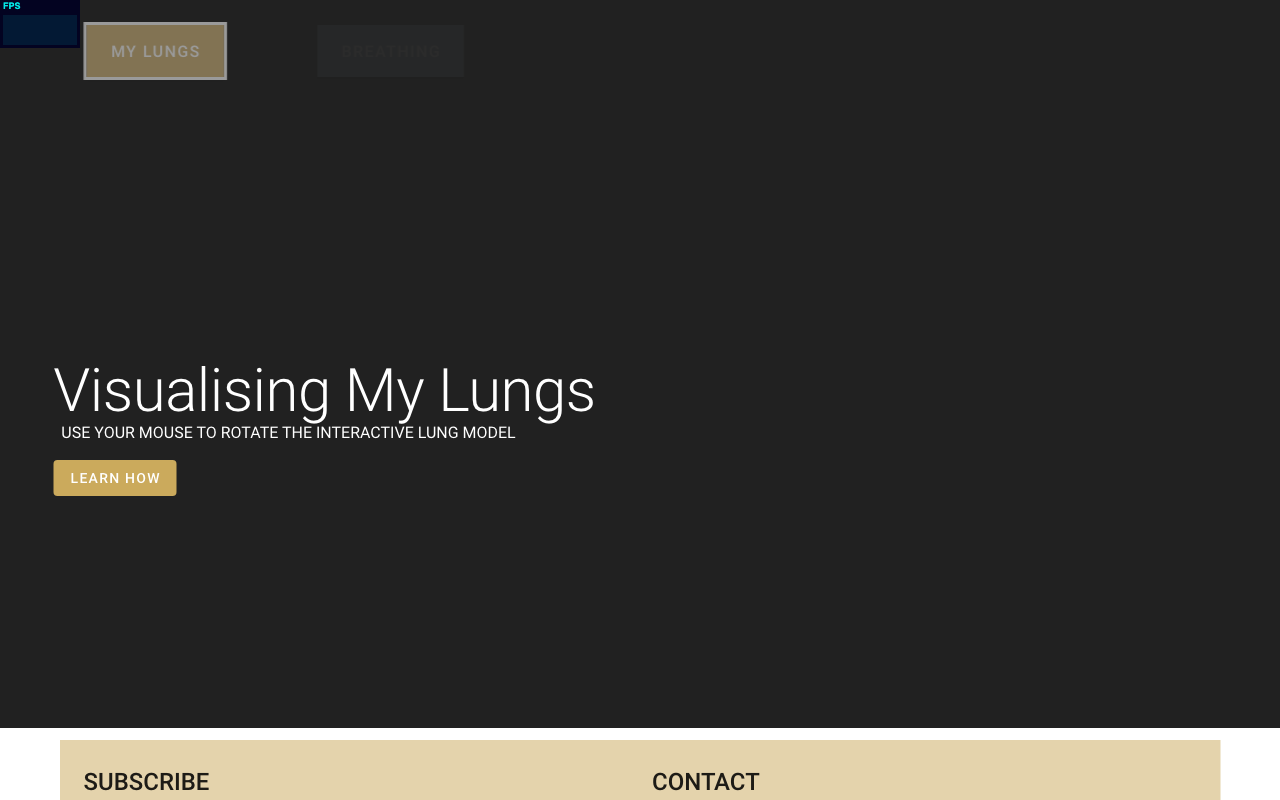 FPS
MY LUNGS
BREATHING
Visualising My Lungs
USE YOUR MOUSE TO ROTATE THE INTERACTIVE LUNG MODEL
LEARN HOW
SUBSCRIBE
CONTACT